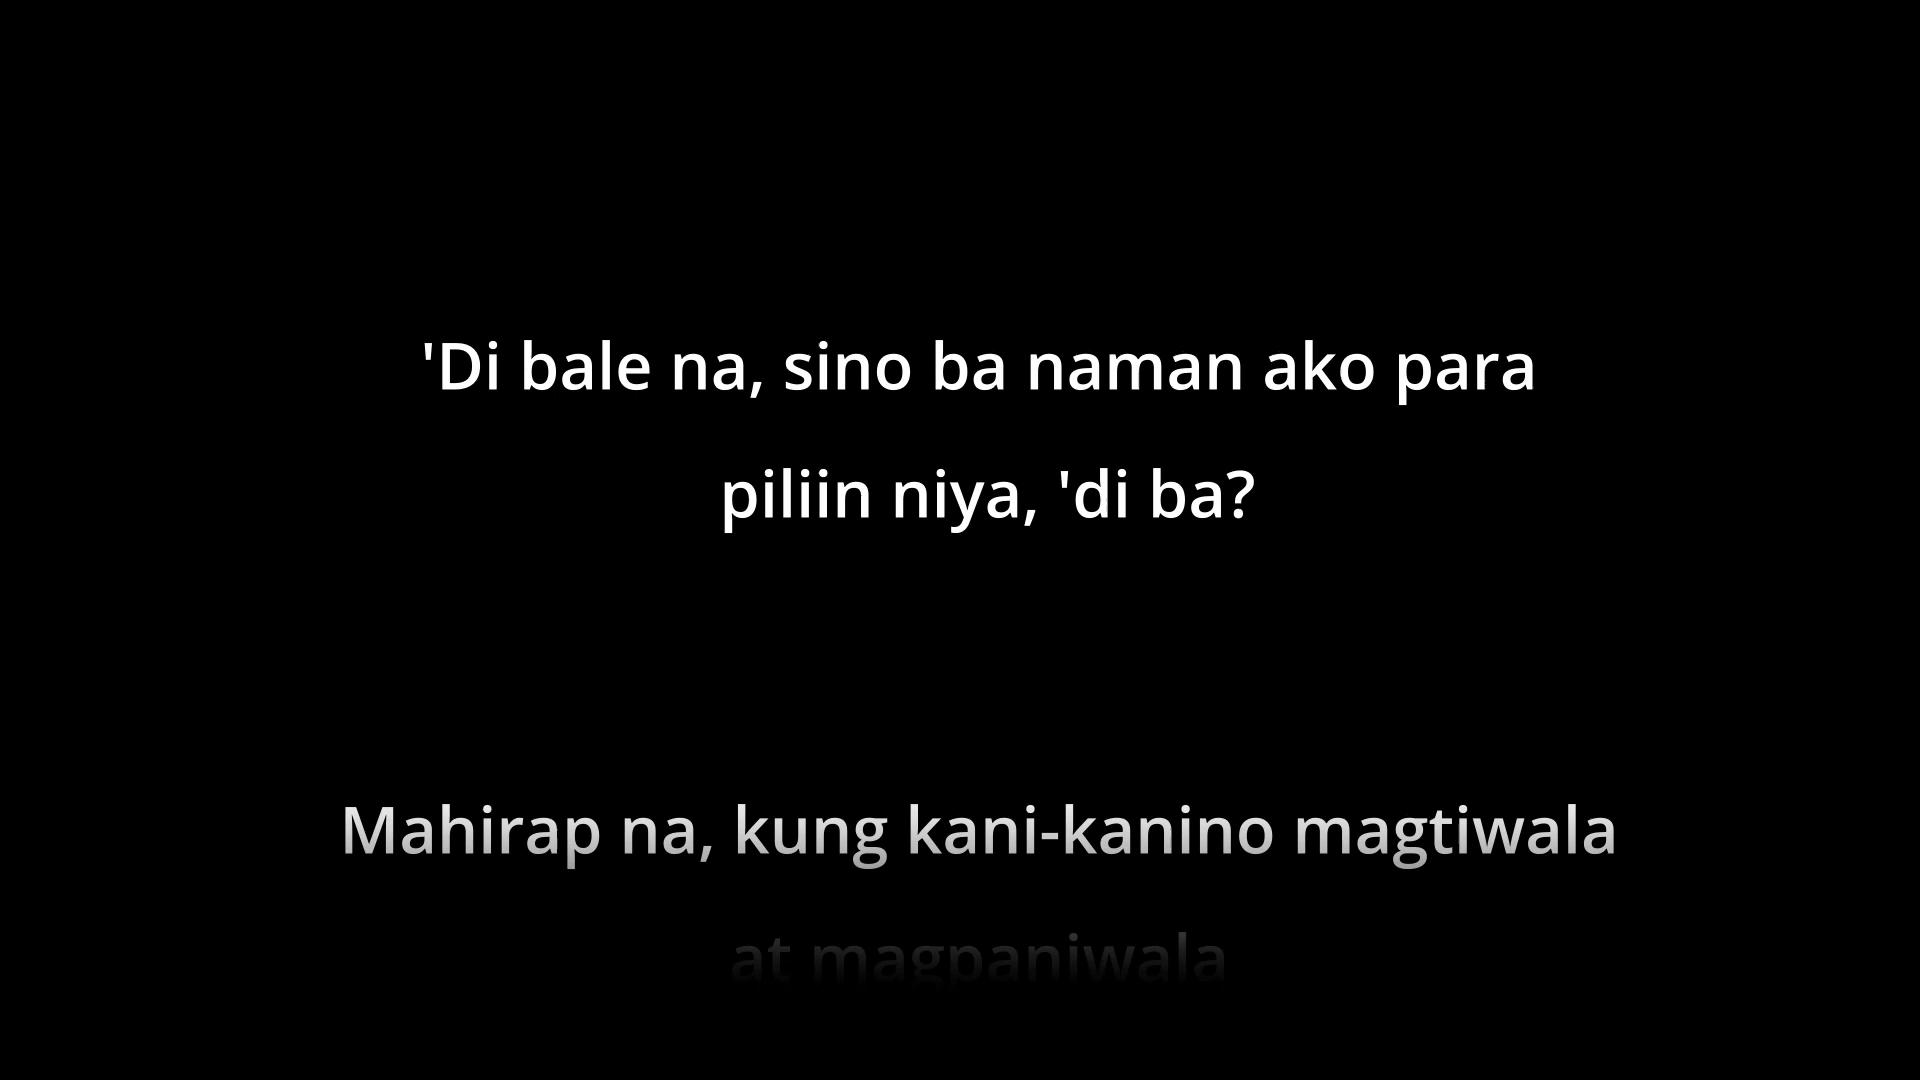 'Di bale na, sino ba naman ako para
piliin niya, 'di ba?
Mahirap na, kung kani-kanino magtiwala
at magpaniwala